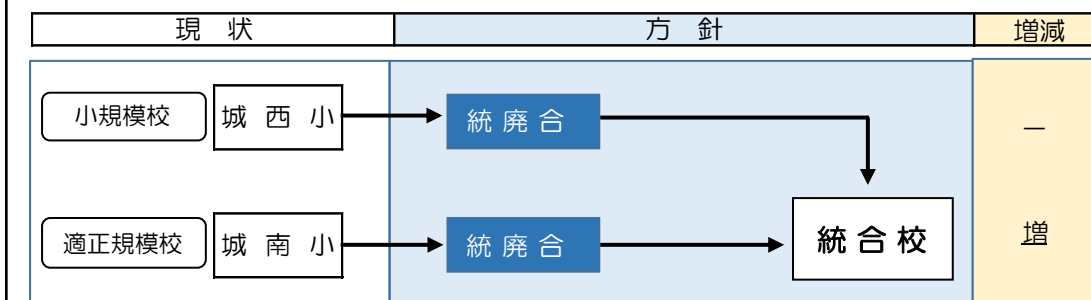 現 状 方 針 増減
小規模校 城 西 小 統 廃 合 －
適正規模校 城 南 小 統 廃 合 統 合 校 増